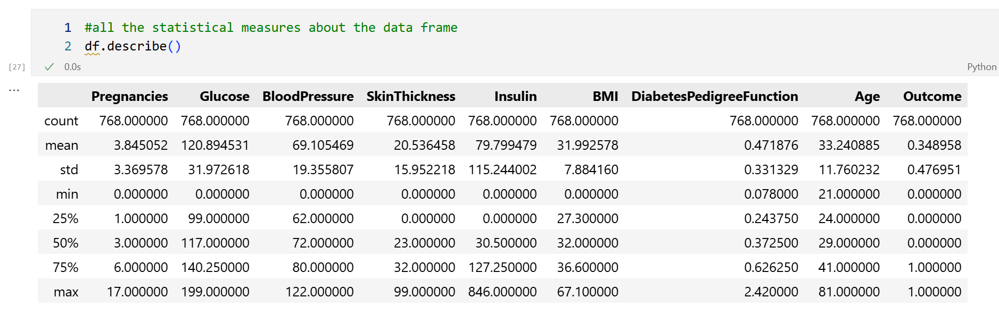 1 #all the statistical measures about the data frame
2 df.describe()
[27] ✓ 0.0s Python
...
Pregnancies Glucose BloodPressure SkinThickness Insulin BMI DiabetesPedigreeFunction Age Outcome
count 768.000000 768.000000 768.000000 768.000000 768.000000 768.000000 768.000000 768.000000 768.000000
mean 3.845052 120.894531 69.105469 20.536458 79.799479 31.992578 0.471876 33.240885 0.348958
std 3.369578 31.972618 19.355807 15.952218 115.244002 7.884160 0.331329 11.760232 0.476951
min 0.000000 0.000000 0.000000 0.000000 0.000000 0.000000 0.078000 21.000000 0.000000
25% 1.000000 99.000000 62.000000 0.000000 0.000000 27.300000 0.243750 24.000000 0.000000
50% 3.000000 117.000000 72.000000 23.000000 30.500000 32.000000 0.372500 29.000000 0.000000
75% 6.000000 140.250000 80.000000 32.000000 127.250000 36.600000 0.626250 41.000000 1.000000
max 17.000000 199.000000 122.000000 99.000000 846.000000 67.100000 2.420000 81.000000 1.000000